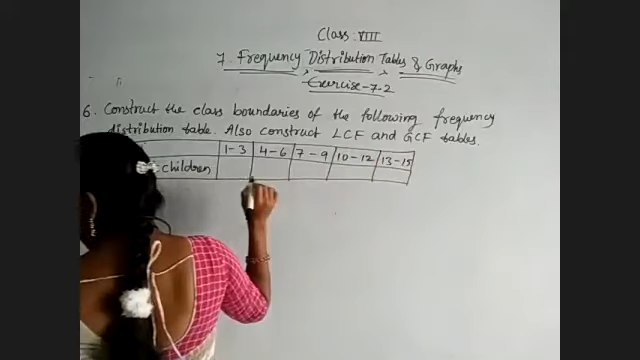 Class: VIII
7. Frequency Distribution Tables & Graphs
Exercise-7.2
6. Construct the class boundaries of the following frequency
distribution table. Also construct LCF and GCF tables.
1-3 4-6 7-9 10-12 13-15
children